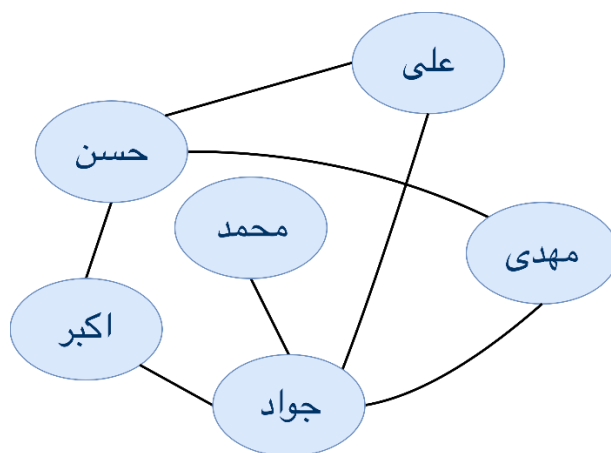 علی
حسن
محمد
مهدی
اکبر
جواد